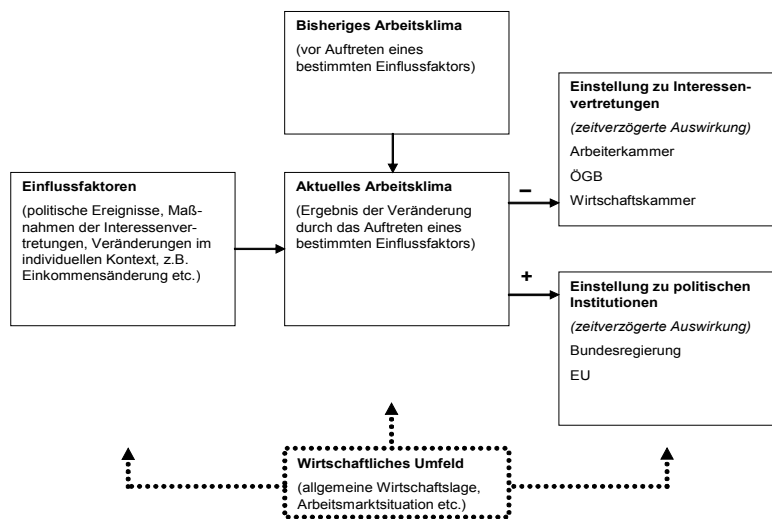 Bisheriges Arbeitsklima
(vor Auftreten eines
bestimmten Einflussfaktors)
Einstellung zu Interessen-
vertretungen
(zeitverzögerte Auswirkung)
Arbeiterkammer
ÖGB
Wirtschaftskammer
Einflussfaktoren
(politische Ereignisse, Maß-
nahmen der Interessenver-
tretungen, Veränderungen im
individuellen Kontext, z.B.
Einkommensänderung etc.)
Aktuelles Arbeitsklima
(Ergebnis der Veränderung
durch das Auftreten eines
bestimmten Einflussfaktors)
–
+
Einstellung zu politischen
Institutionen
(zeitverzögerte Auswirkung)
Bundesregierung
EU
Wirtschaftliches Umfeld
(allgemeine Wirtschaftslage,
Arbeitsmarktsituation etc.)